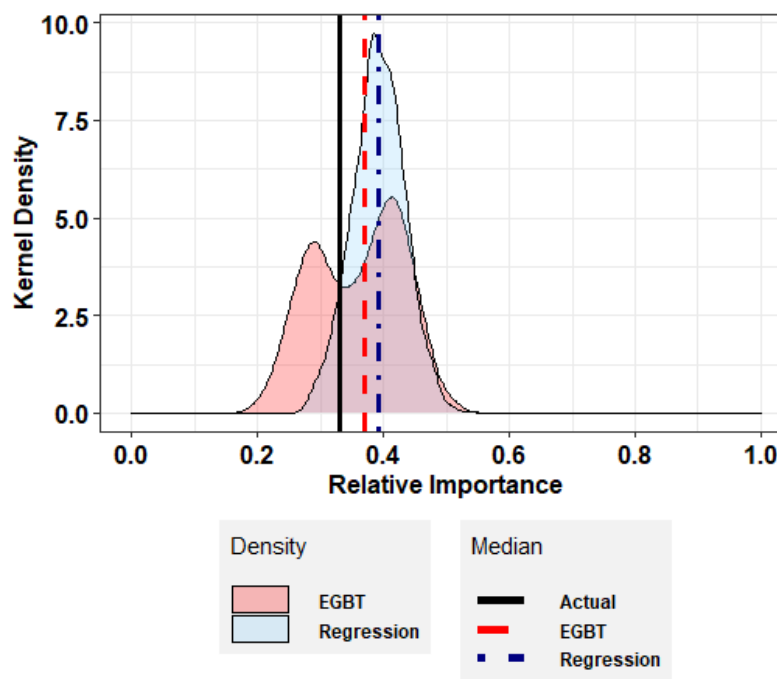 10.0
7.5
5.0
2.5
0.0
Kernel Density
0.0 0.2 0.4 0.6 0.8 1.0
Relative Importance
Density
EGBT
Regression
Median
Actual
EGBT
Regression